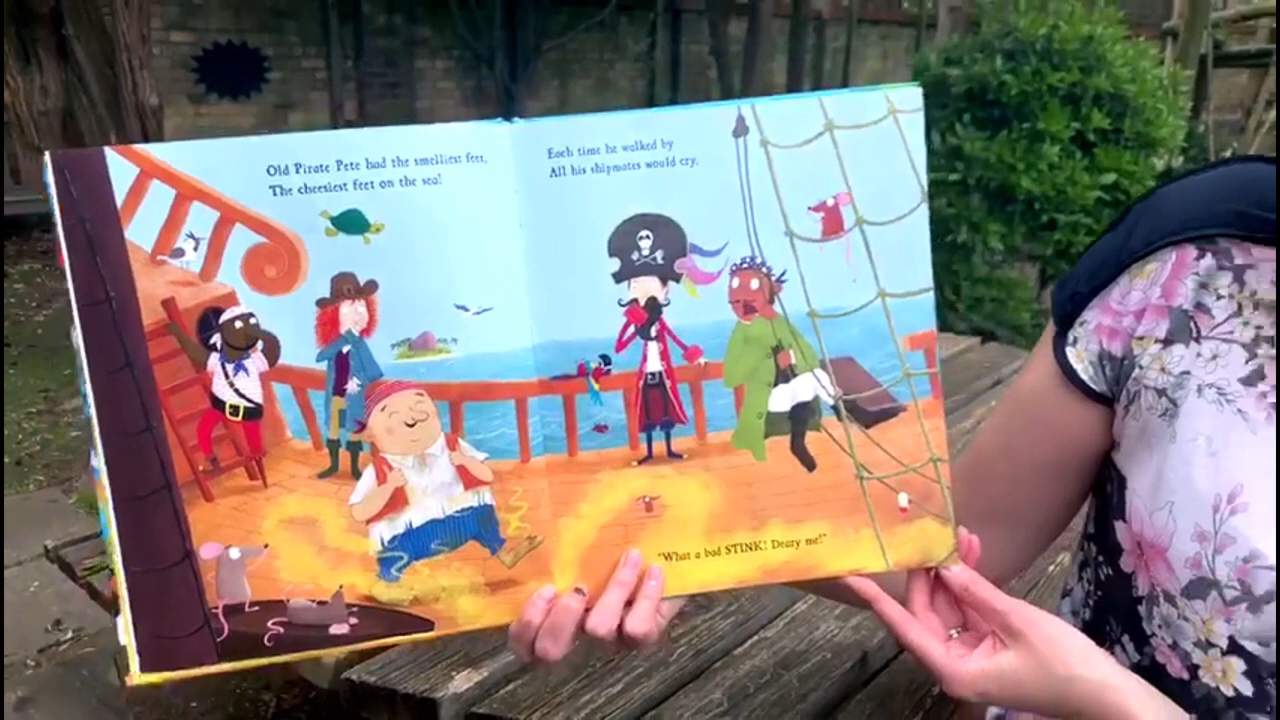 Old Pirate Pete had the smelliest feet,
The cheesiest feet on the sea!
Each time he walked by
All his shipmates would cry,
"What a bad STINK! Deary me!"